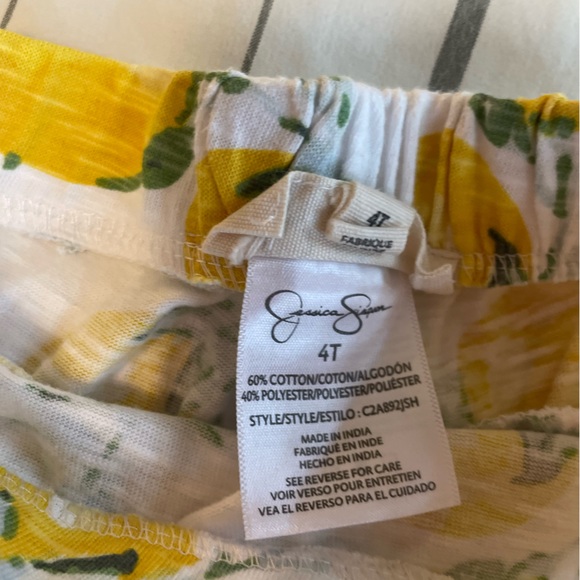 4T
FABRIQUE
Jessica Simpson
4T
60% COTTON/COTON/ALGODÓN
40% POLYESTER/POLYESTER/POLIÉSTER
STYLE/STYLE/ESTILO : C2A892JSH
MADE IN INDIA
FABRIQUÉ EN INDE
HECHO EN INDIA
SEE REVERSE FOR CARE
VOIR VERSO POUR ENTRETIEN
VEA EL REVERSO PARA EL CUIDADO